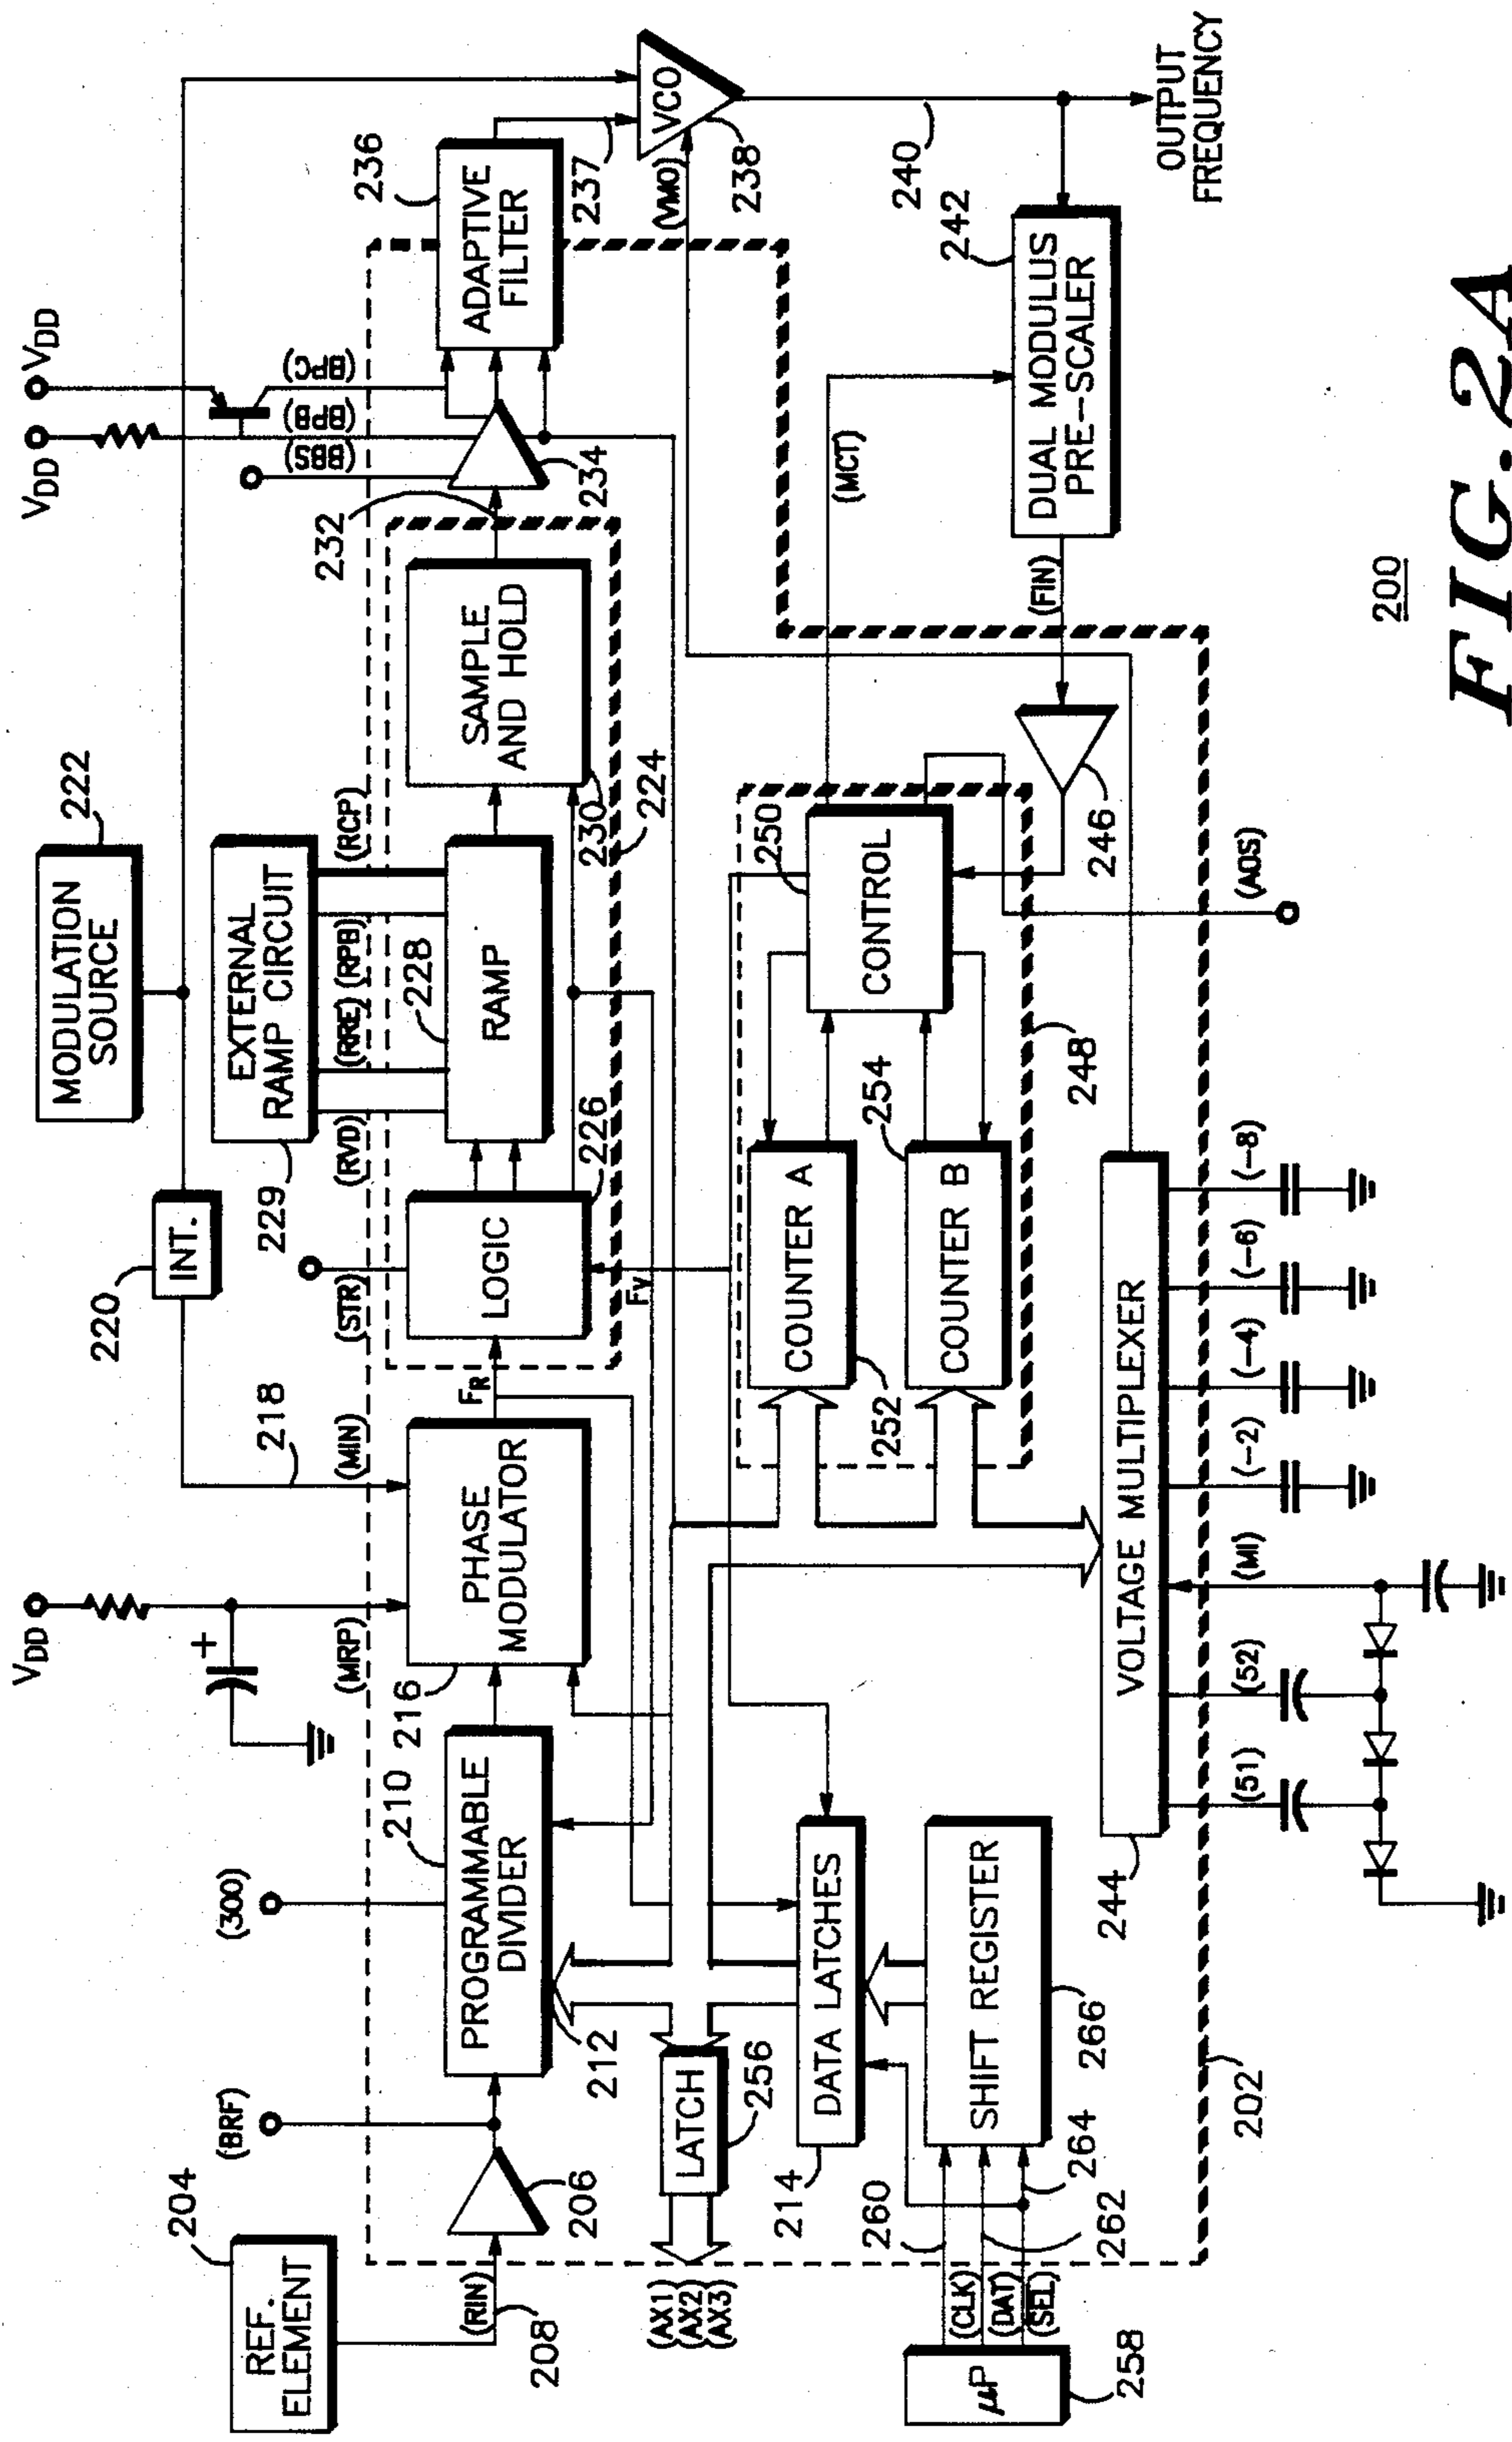 MODULATION
SOURCE
222
220
INT.
218
EXTERNAL
RAMP CIRCUIT
229
V_DD
V_DD
V_DD
(BPC)
(BPB)
(BBS)
204
REF.
ELEMENT
(RIN)
208
206
(BRF)
(300)
210
PROGRAMMABLE
DIVIDER
212
(MRP)
216
(MIN)
PHASE
MODULATOR
F_R
(STR)
LOGIC
226
F_V
(RVD)
(RRE)
(RPB)
(RCP)
228
RAMP
SAMPLE
AND HOLD
230
224
232
234
236
ADAPTIVE
FILTER
237
(VMO)
VCO
238
240
OUTPUT
FREQUENCY
(AX1)
(AX2)
(AX3)
LATCH
256
214
DATA LATCHES
COUNTER A
252
254
COUNTER B
250
CONTROL
248
(MCT)
242
DUAL MODULUS
PRE-SCALER
(FIN)
246
(AOS)
μP
258
(CLK)
(DAT)
(SEL)
260
262
264
SHIFT REGISTER
266
202
244
VOLTAGE MULTIPLEXER
(51)
(52)
(MI)
(-2)
(-4)
(-6)
(-8)
200
FIG.2A